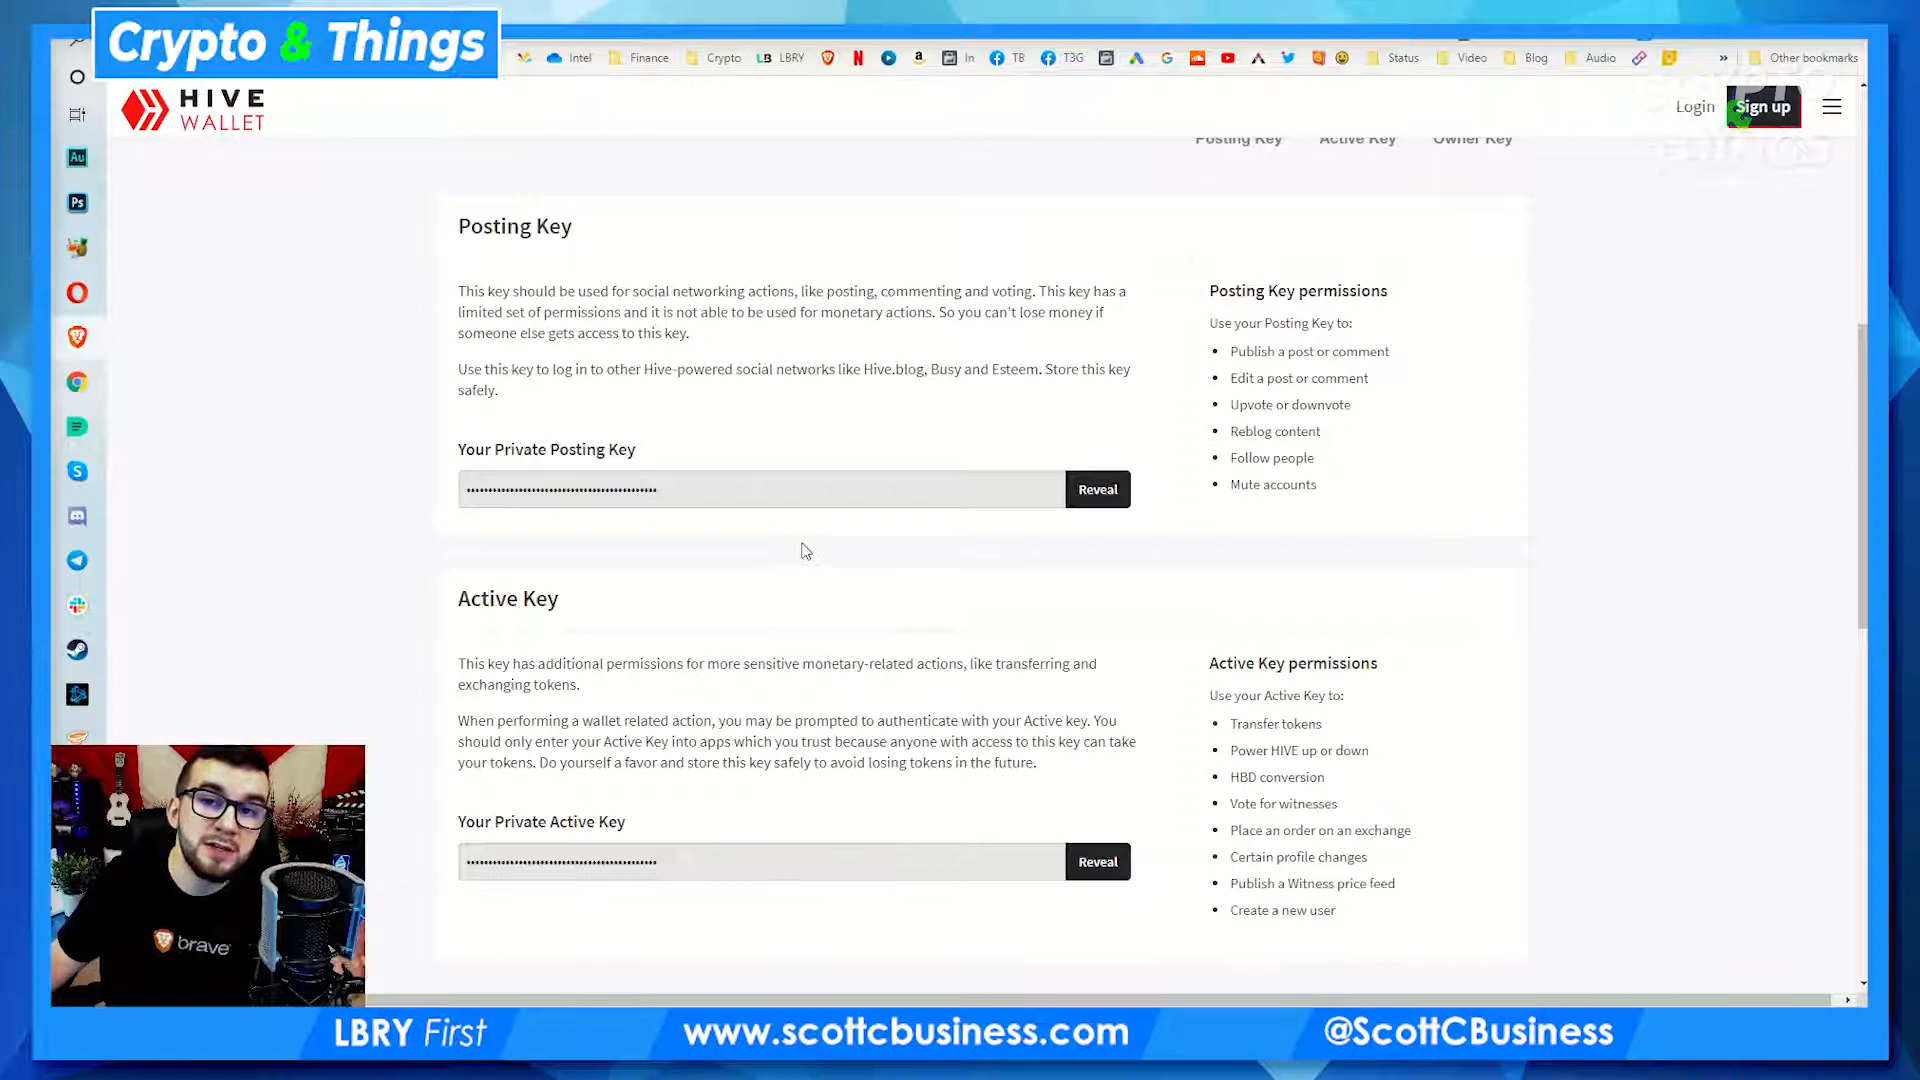 Crypto & Things
Intel
Finance
Crypto
LB
LBRY
In
TB
T3G
Status
Video
Blog
Audio
»
Other bookmarks
HIVE
WALLET
Login
Sign up
Posting Key
Active Key
Owner Key
Au
Ps
Posting Key
This key should be used for social networking actions, like posting, commenting and voting. This key has a
limited set of permissions and it is not able to be used for monetary actions. So you can't lose money if
someone else gets access to this key.
Use this key to log in to other Hive-powered social networks like Hive.blog, Busy and Esteem. Store this key
safely.
Your Private Posting Key
Reveal
Posting Key permissions
Use your Posting Key to:
Publish a post or comment
Edit a post or comment
Upvote or downvote
Reblog content
Follow people
Mute accounts
Active Key
This key has additional permissions for more sensitive monetary-related actions, like transferring and
exchanging tokens.
When performing a wallet related action, you may be prompted to authenticate with your Active key. You
should only enter your Active Key into apps which you trust because anyone with access to this key can take
your tokens. Do yourself a favor and store this key safely to avoid losing tokens in the future.
Your Private Active Key
Reveal
Active Key permissions
Use your Active Key to:
Transfer tokens
Power HIVE up or down
HBD conversion
Vote for witnesses
Place an order on an exchange
Certain profile changes
Publish a Witness price feed
Create a new user
brave
LBRY First
www.scottcbusiness.com
@ScottCBusiness